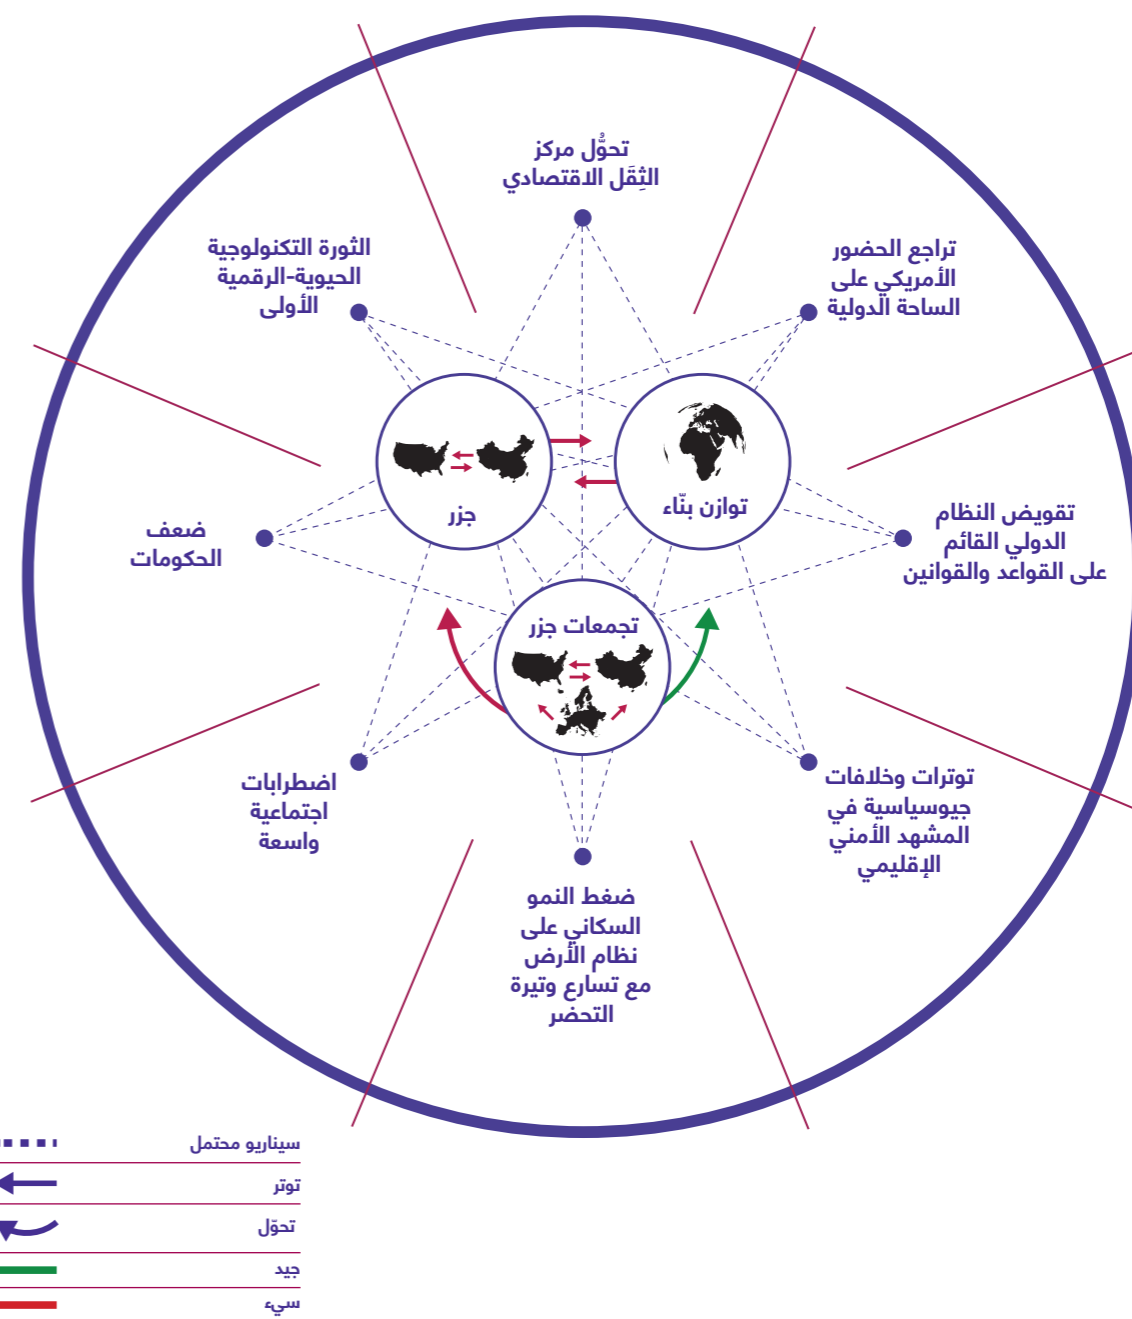 تحوُّل مركز
الثِقَل الاقتصادي
تراجع الحضور
الأمريكي على
الساحة الدولية
الثورة التكنولوجية
الحيوية-الرقمية
الأولى
جزر
توازن بنّاء
تقويض النظام
الدولي القائم
على القواعد والقوانين
ضعف
الحكومات
تجمعات جزر
توترات وخلافات
جيوسياسية في
المشهد الأمني
الإقليمي
اضطرابات
اجتماعية
واسعة
ضغط النمو
السكاني على
نظام الأرض
مع تسارع وتيرة
التحضر
سيناريو محتمل
توتر
تحوّل
جيد
سيء